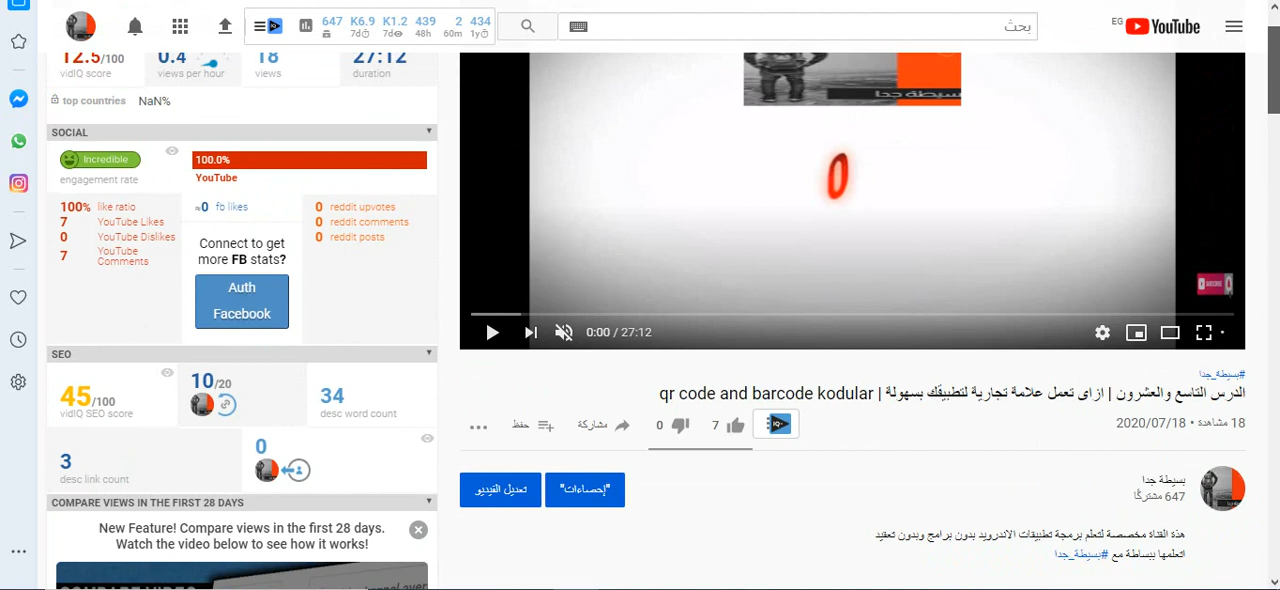 647 K6.9 K1.2 439 2 434
7d 7d 48h 60m 1y
بحث
YouTube EG
12.5/100
vidIQ score
0.4
views per hour
18
views
27:12
duration
top countries NaN%
SOCIAL
Incredible
engagement rate
100.0%
YouTube
100% like ratio
7 YouTube Likes
0 YouTube Dislikes
7 YouTube Comments
≈0 fb likes
Connect to get
more FB stats?
Auth
Facebook
0 reddit upvotes
0 reddit comments
0 reddit posts
SEO
45/100
vidIQ SEO score
10/20
34
desc word count
3
desc link count
0
COMPARE VIEWS IN THE FIRST 28 DAYS
New Feature! Compare views in the first 28 days.
Watch the video below to see how it works!
بسيطة جدا
0
SUBSCRIBE
0:00 / 27:12
#بسيطة_جدا
الدرس التاسع والعشرون | ازاى تعمل علامة تجارية لتطبيقك بسهولة | qr code and barcode kodular
18 مشاهدة • 2020/07/18
7
0
مشاركة
حفظ
IQ
بسيطة جدا
647 مشتركًا
"إحصاءات"
تعديل الفيديو
هذة القناة مخصصة لتعلم برمجة تطبيقات الاندرويد بدون برامج وبدون تعقيد
اتعلمها ببساطة مع #بسيطة_جدا